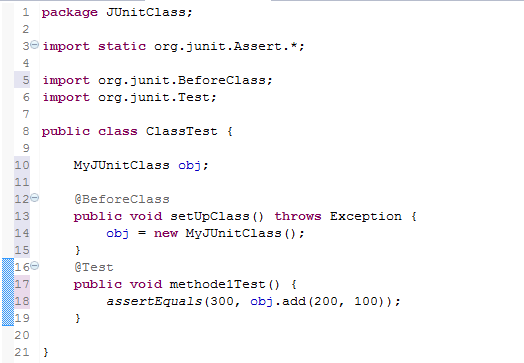 1 package JUnitClass;
2
3 import static org.junit.Assert.*;
4
5 import org.junit.BeforeClass;
6 import org.junit.Test;
7
8 public class ClassTest {
9
10     MyJUnitClass obj;
11
12     @BeforeClass
13     public void setUpClass() throws Exception {
14         obj = new MyJUnitClass();
15     }
16     @Test
17     public void methode1Test() {
18         assertEquals(300, obj.add(200, 100));
19     }
20
21 }